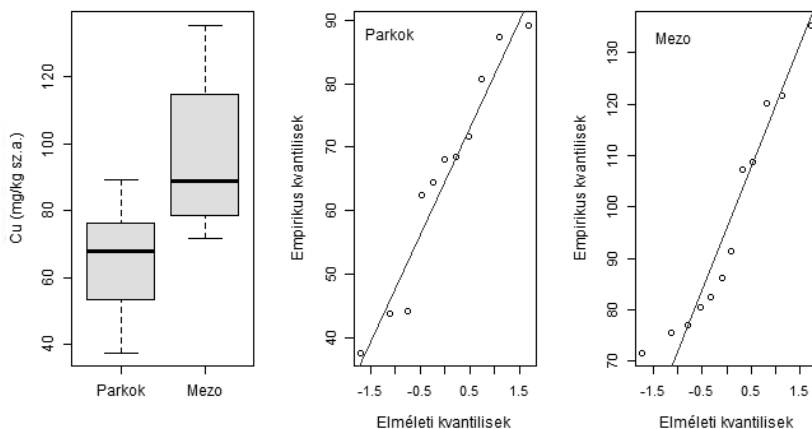 Cu (mg/kg sz.a.)
40
60
80
100
120
Parkok
Mezo
Parkok
Empirikus kvantilisek
40
50
60
70
80
90
-1.5
-0.5
0.5
1.5
Elméleti kvantilisek
Mezo
Empirikus kvantilisek
70
80
90
100
110
120
130
-1.5
-0.5
0.5
1.5
Elméleti kvantilisek